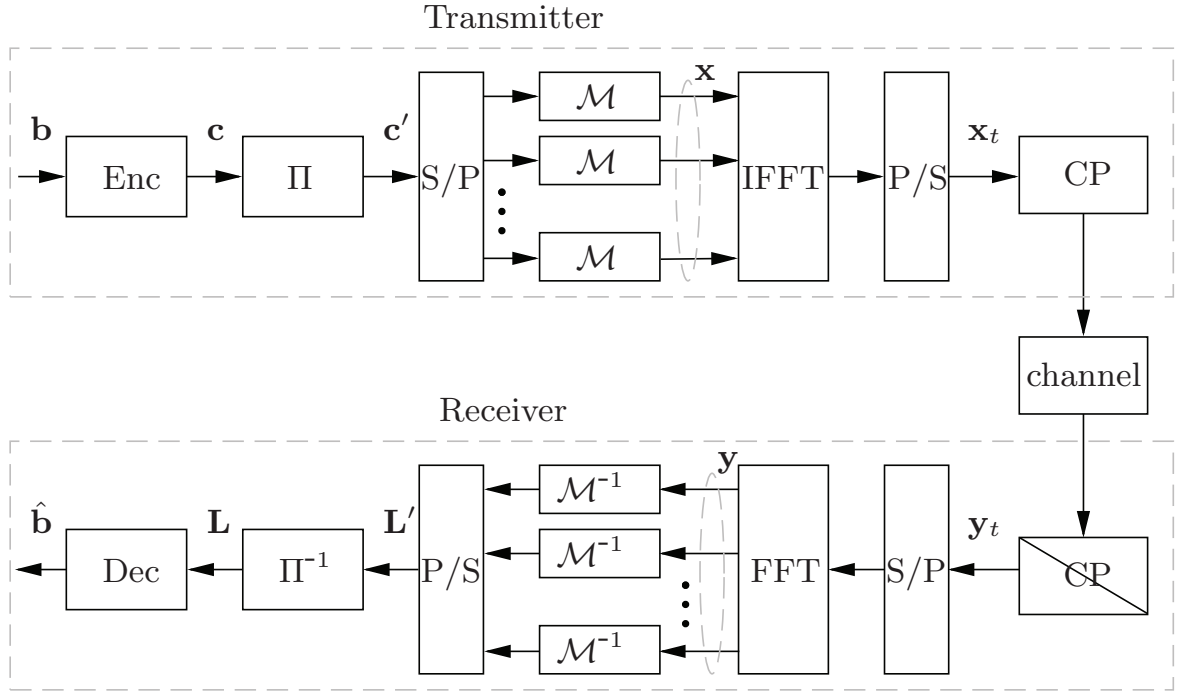 Transmitter
b
Enc
c
Π
c′
S/P
ℳ
ℳ
ℳ
x
IFFT
P/S
x_t
CP
channel
Receiver
b̂
Dec
L
Π⁻¹
L′
P/S
ℳ⁻¹
ℳ⁻¹
ℳ⁻¹
y
FFT
S/P
y_t
CP